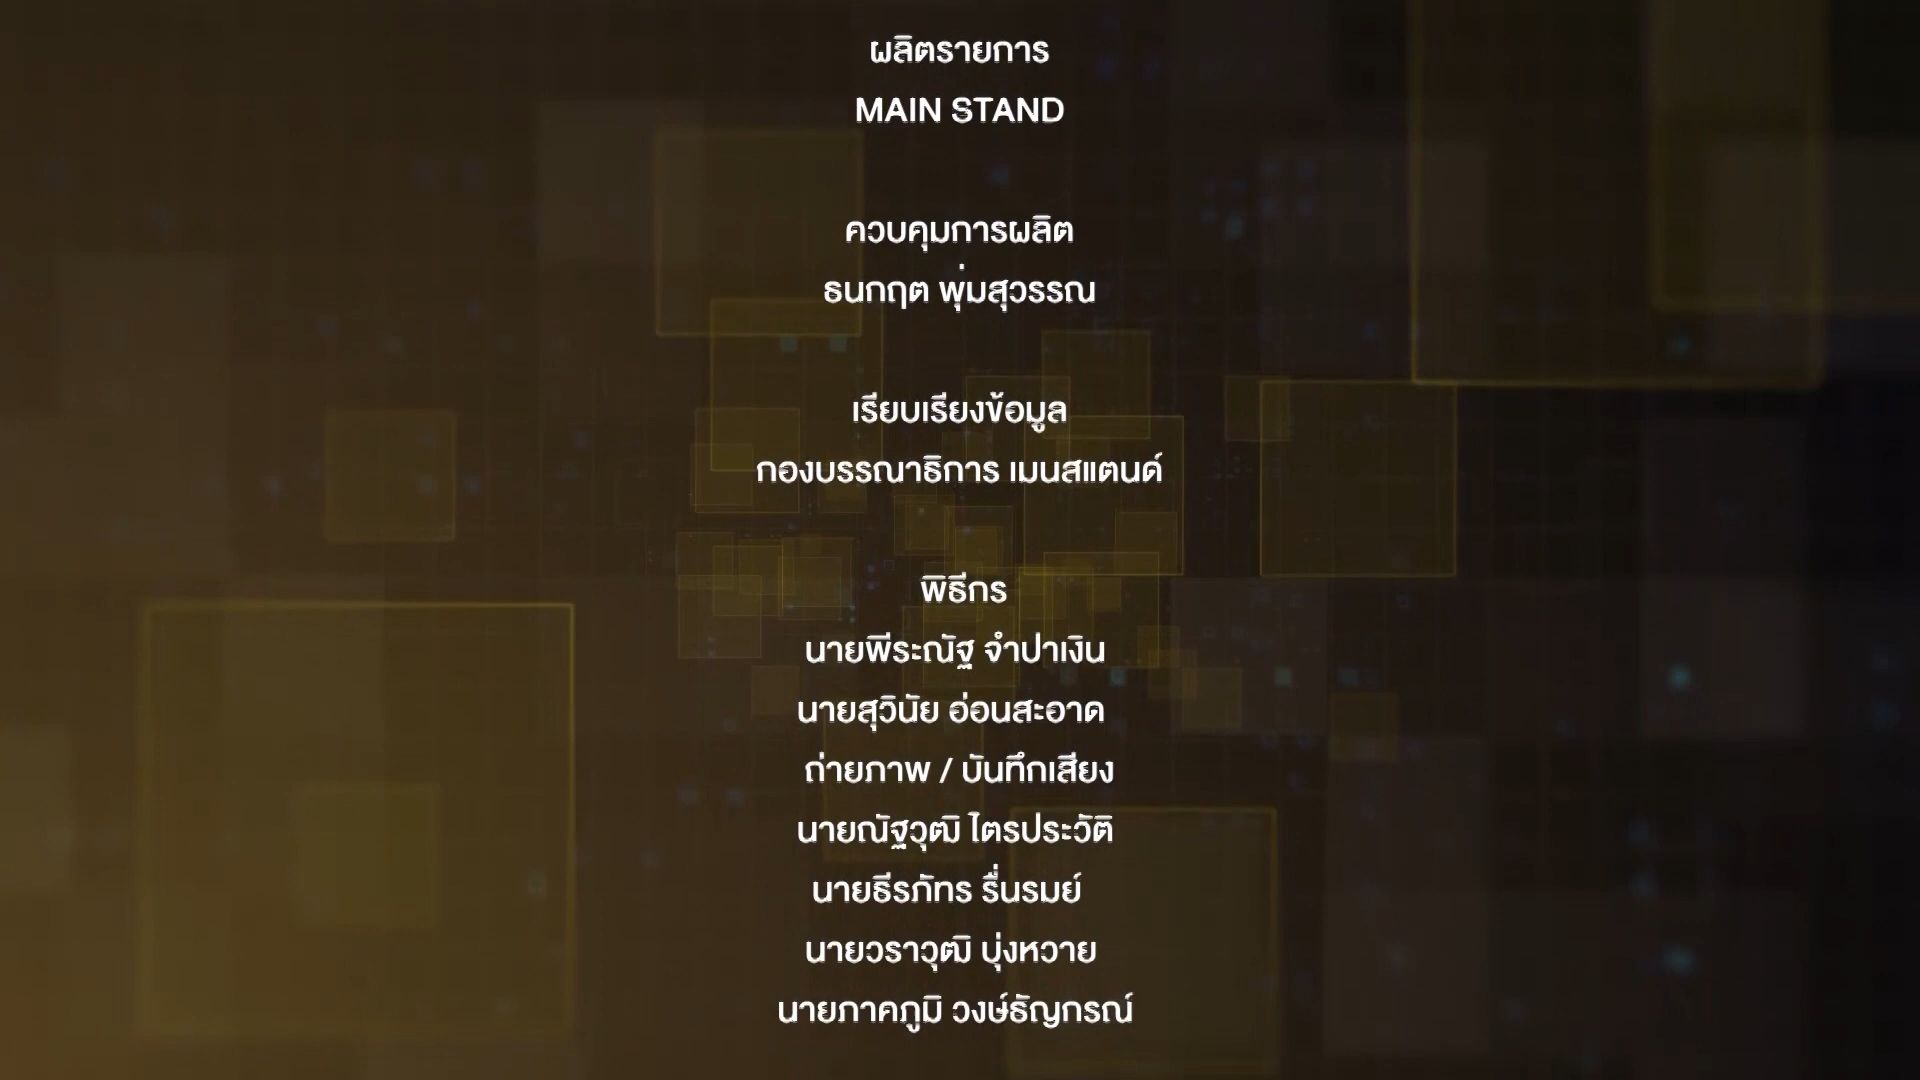 ผลิตรายการ
MAIN STAND
ควบคุมการผลิต
ธนกฤต พุ่มสุวรรณ
เรียบเรียงข้อมูล
กองบรรณาธิการ เมนสแตนด์
พิธีกร
นายพีระณัฐ จำปาเงิน
นายสุวินัย อ่อนสะอาด
ถ่ายภาพ / บันทึกเสียง
นายณัฐวุฒิ ไตรประวัติ
นายธีรภัทร รื่นรมย์
นายวราวุฒิ บุ่งหวาย
นายภาคภูมิ วงษ์ธัญกรณ์